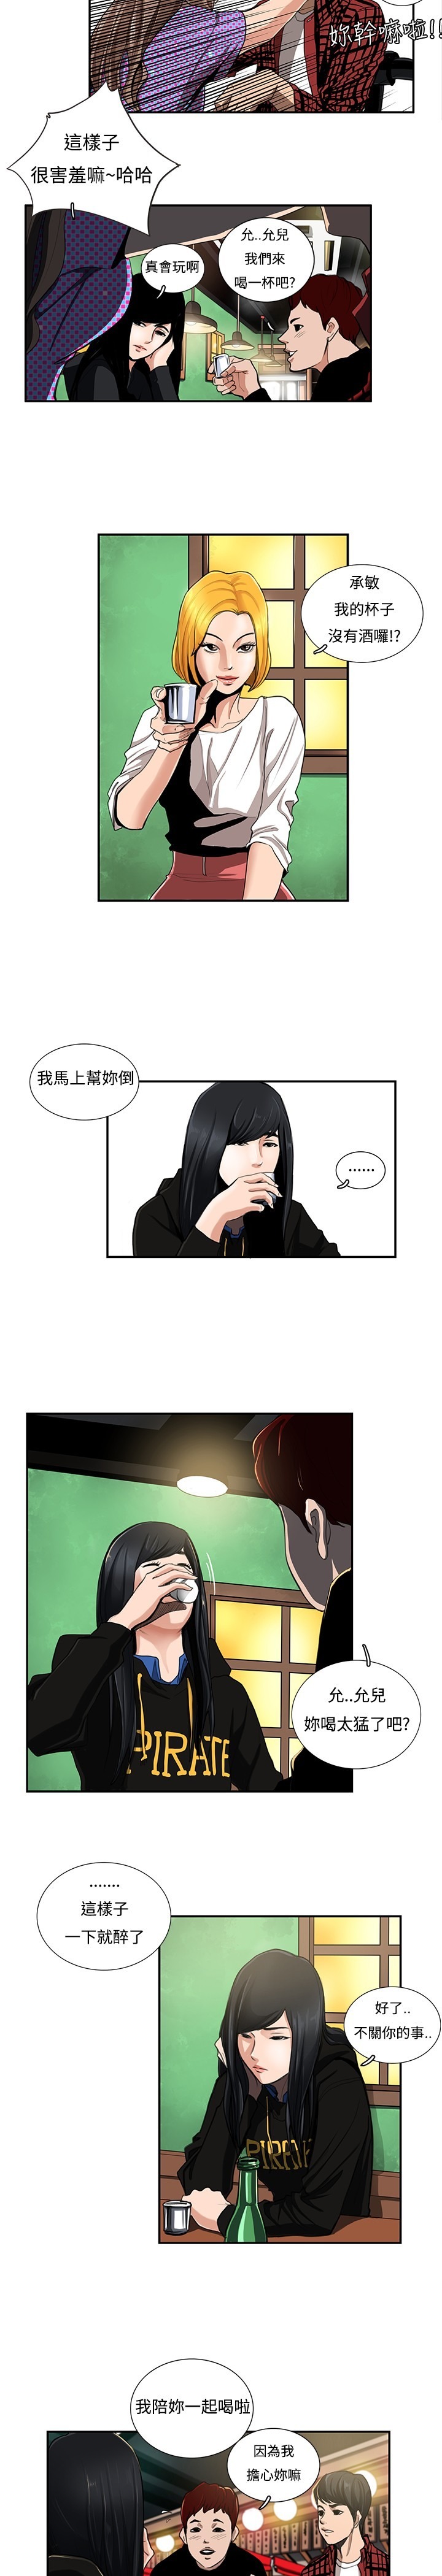 妳幹嘛啦!!
這樣子
很害羞嘛~哈哈
真會玩啊
允..允兒
我們來
喝一杯吧?
承敏
我的杯子
沒有酒囉!?
我馬上幫妳倒
......
允..允兒
妳喝太猛了吧?
PIRATE
.......
這樣子
一下就醉了
好了..
不關你的事..
PIRATE
我陪妳一起喝啦
因為我
擔心妳嘛